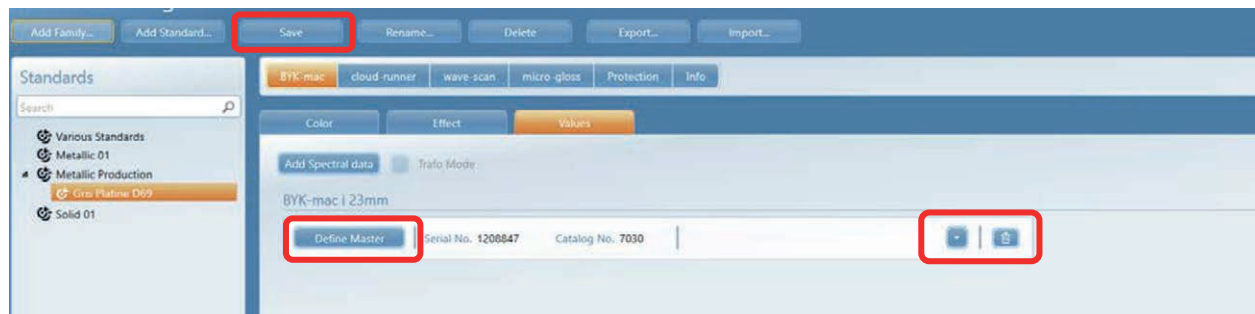 Add Family... Add Standard... Save Rename... Delete Export... Import...
Standards
Search
Various Standards
Metallic 01
Metallic Production
Gris Platine D69
Solid 01
BYK-mac cloud-runner wave-scan micro-gloss Protection Info
Color Effect Values
Add Spectral data Trafo Mode
BYK-mac i 23mm
Define Master Serial No. 1208847 Catalog No. 7030